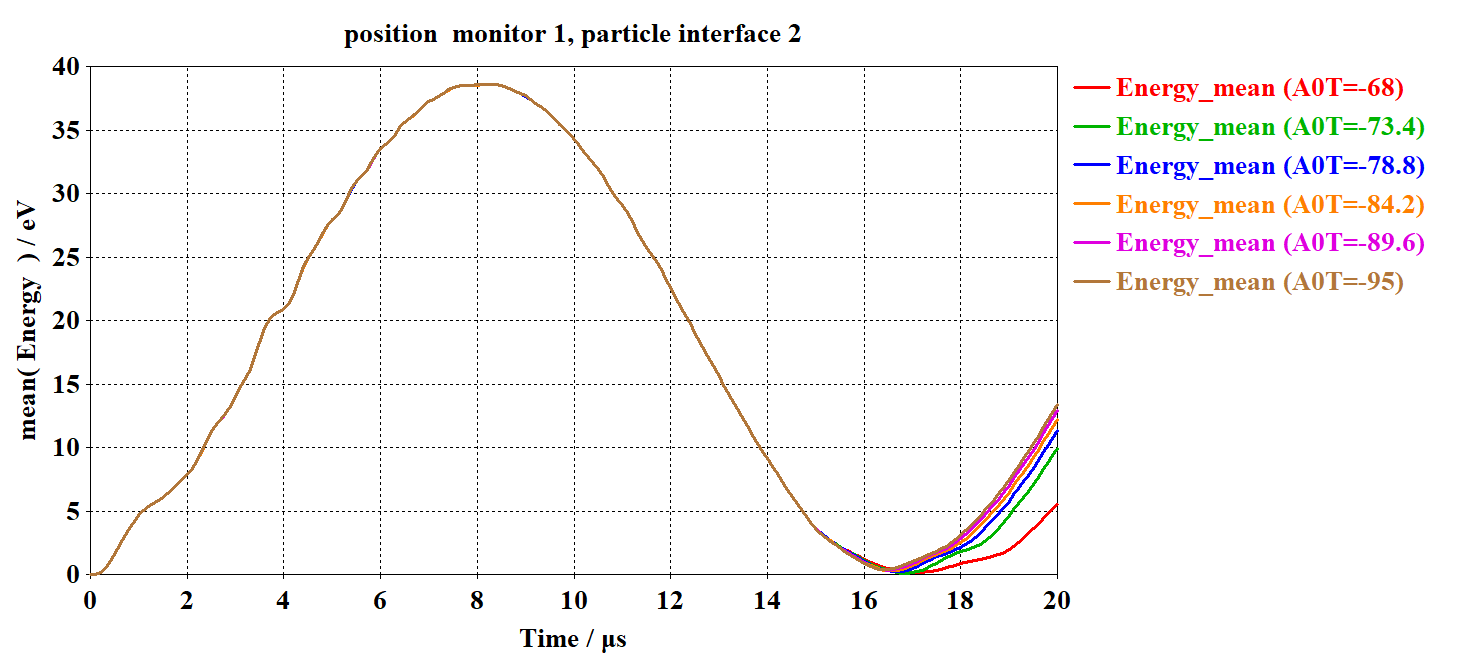 position  monitor 1, particle interface 2
mean( Energy  ) / eV
40
35
30
25
20
15
10
5
0
0 2 4 6 8 10 12 14 16 18 20
Time / µs
Energy_mean (A0T=-68)
Energy_mean (A0T=-73.4)
Energy_mean (A0T=-78.8)
Energy_mean (A0T=-84.2)
Energy_mean (A0T=-89.6)
Energy_mean (A0T=-95)